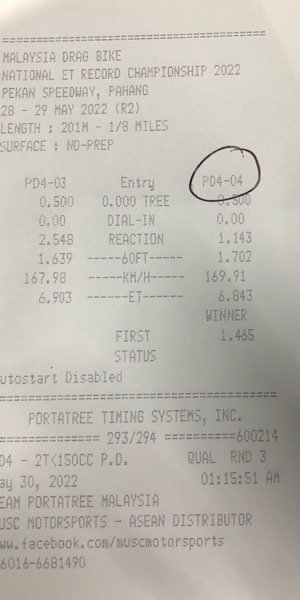 MALAYSIA DRAG BIKE
NATIONAL ET RECORD CHAMPIONSHIP 2022
PEKAN SPEEDWAY, PAHANG
28 - 29 MAY 2022 (R2)
LENGTH : 201M - 1/8 MILES
SURFACE : NO-PREP
PD4-03 Entry PD4-04
0.500 0.000 TREE 0.500
0.00 DIAL-IN 0.00
2.548 REACTION 1.143
1.639 -----60FT----- 1.702
167.98 -----KM/H----- 169.91
6.903 ------ET------ 6.843
WINNER
FIRST 1.465
STATUS
utostart Disabled
PORTATREE TIMING SYSTEMS, INC.
============= 293/294 ==========600214
D4 - 2T<150CC P.D. QUAL RND 3
ay 30, 2022 01:15:51 AM
EAM PORTATREE MALAYSIA
USC MOTORSPORTS - ASEAN DISTRIBUTOR
ww.facebook.com/muscmotorsports
6016-6681490